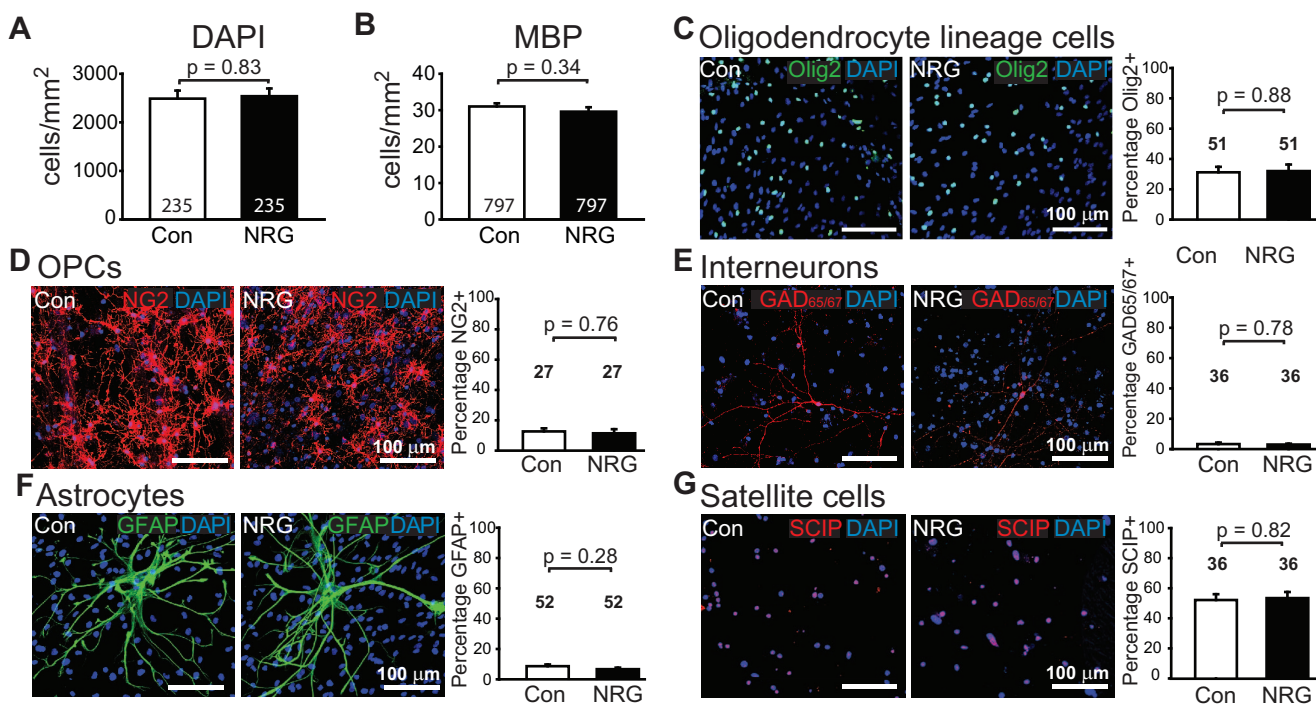 A
DAPI
cells/mm2
3000
2000
1000
0
p = 0.83
235
235
Con
NRG
B
MBP
cells/mm2
40
30
20
10
0
p = 0.34
797
797
Con
NRG
C Oligodendrocyte lineage cells
Con
Olig2 DAPI
NRG
Olig2 DAPI
100 µm
Percentage Olig2+
100
80
60
40
20
0
p = 0.88
51
51
Con
NRG
D OPCs
Con
NG2 DAPI
NRG
NG2 DAPI
100 µm
Percentage NG2+
100
80
60
40
20
0
p = 0.76
27
27
Con
NRG
E Interneurons
Con
GAD65/67 DAPI
NRG
GAD65/67 DAPI
100 µm
Percentage GAD65/67+
100
80
60
40
20
0
p = 0.78
36
36
Con
NRG
F Astrocytes
Con
GFAP DAPI
NRG
GFAP DAPI
100 µm
Percentage GFAP+
100
80
60
40
20
0
p = 0.28
52
52
Con
NRG
G Satellite cells
Con
SCIP DAPI
NRG
SCIP DAPI
100 µm
Percentage SCIP+
100
80
60
40
20
0
p = 0.82
36
36
Con
NRG